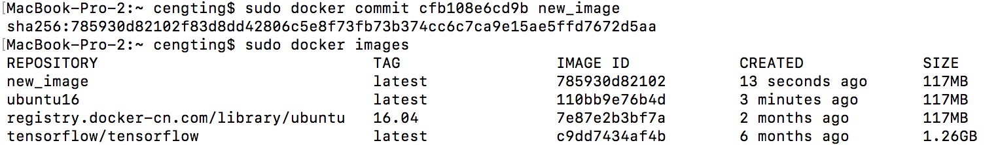 [MacBook-Pro-2:~ cengting$ sudo docker commit cfb108e6cd9b new_image
sha256:785930d82102f83d8dd42806c5e8f73fb73b374cc6c7ca9e15ae5ffd7672d5aa
[MacBook-Pro-2:~ cengting$ sudo docker images
REPOSITORY TAG IMAGE ID CREATED SIZE
new_image latest 785930d82102 13 seconds ago 117MB
ubuntu16 latest 110bb9e76b4d 3 minutes ago 117MB
registry.docker-cn.com/library/ubuntu 16.04 7e87e2b3bf7a 2 months ago 117MB
tensorflow/tensorflow latest c9dd7434af4b 6 months ago 1.26GB